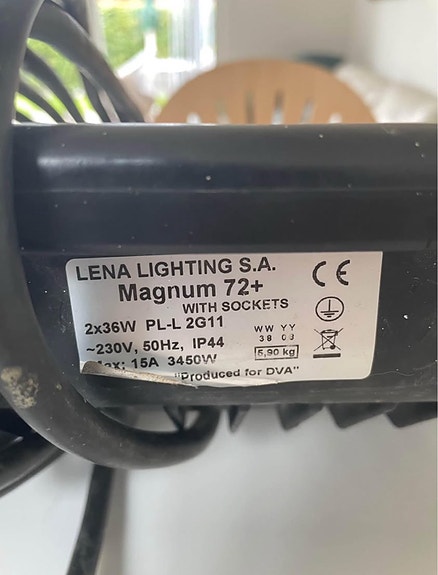 LENA LIGHTING S.A.
Magnum 72+
WITH SOCKETS
2x36W PL-L 2G11
~230V, 50Hz, IP44
15A 3450W
"Produced for DVA"
CE
WW YY
38 03
5,90 kg